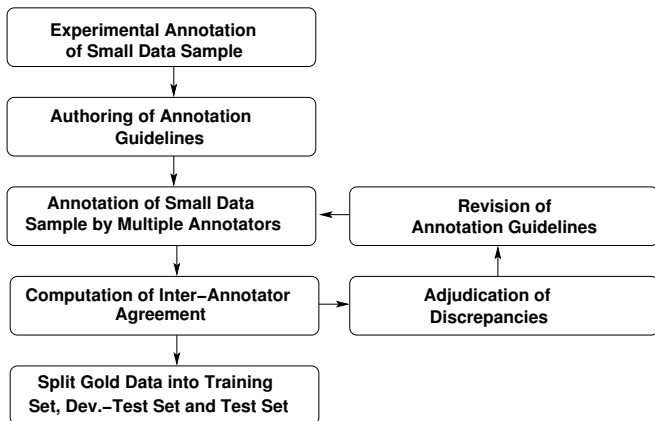 Experimental Annotation
of Small Data Sample
Authoring of Annotation
Guidelines
Annotation of Small Data
Sample by Multiple Annotators
Revision of
Annotation Guidelines
Computation of Inter−Annotator
Agreement
Adjudication of
Discrepancies
Split Gold Data into Training
Set, Dev.−Test Set and Test Set